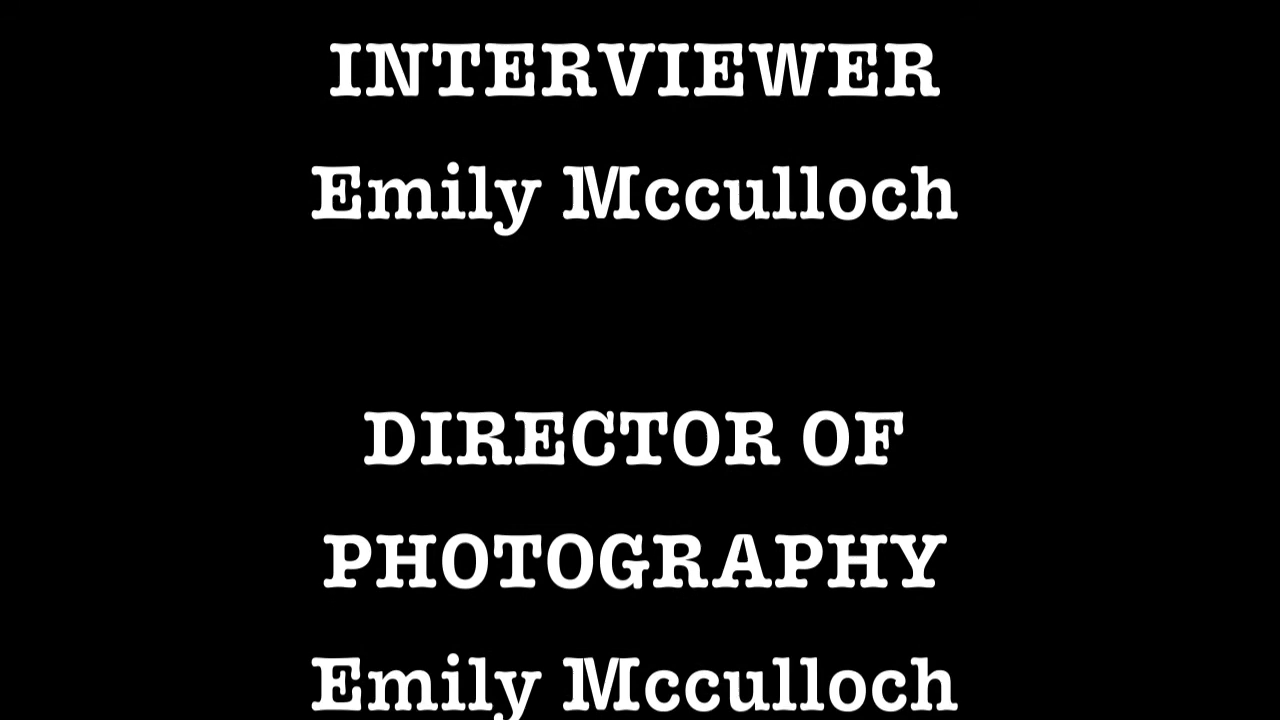 INTERVIEWER
Emily Mcculloch
DIRECTOR OF
PHOTOGRAPHY
Emily Mcculloch